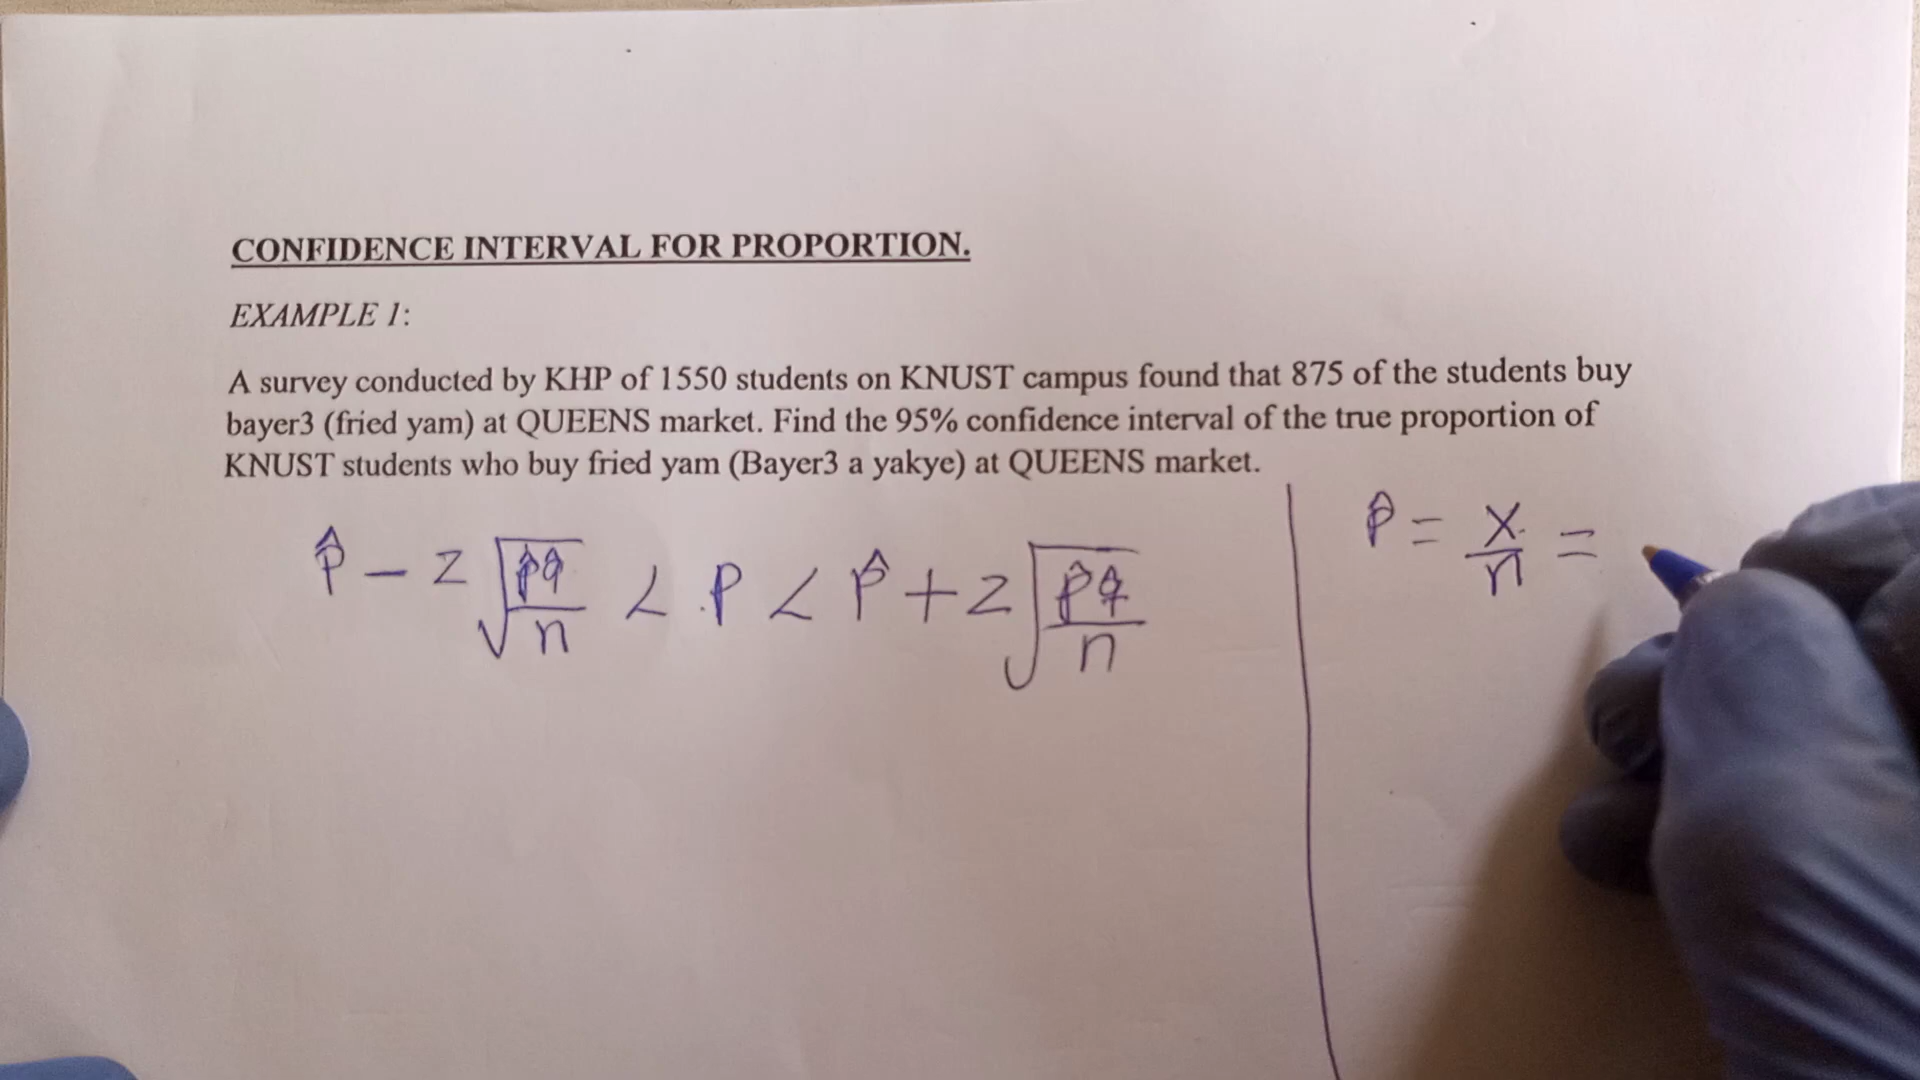 CONFIDENCE INTERVAL FOR PROPORTION.
EXAMPLE 1:
A survey conducted by KHP of 1550 students on KNUST campus found that 875 of the students buy
bayer3 (fried yam) at QUEENS market. Find the 95% confidence interval of the true proportion of
KNUST students who buy fried yam (Bayer3 a yakye) at QUEENS market.
p̂ - z √(p̂q̂/n) < p < p̂ + z √(p̂q̂/n)
p̂ = x/n =